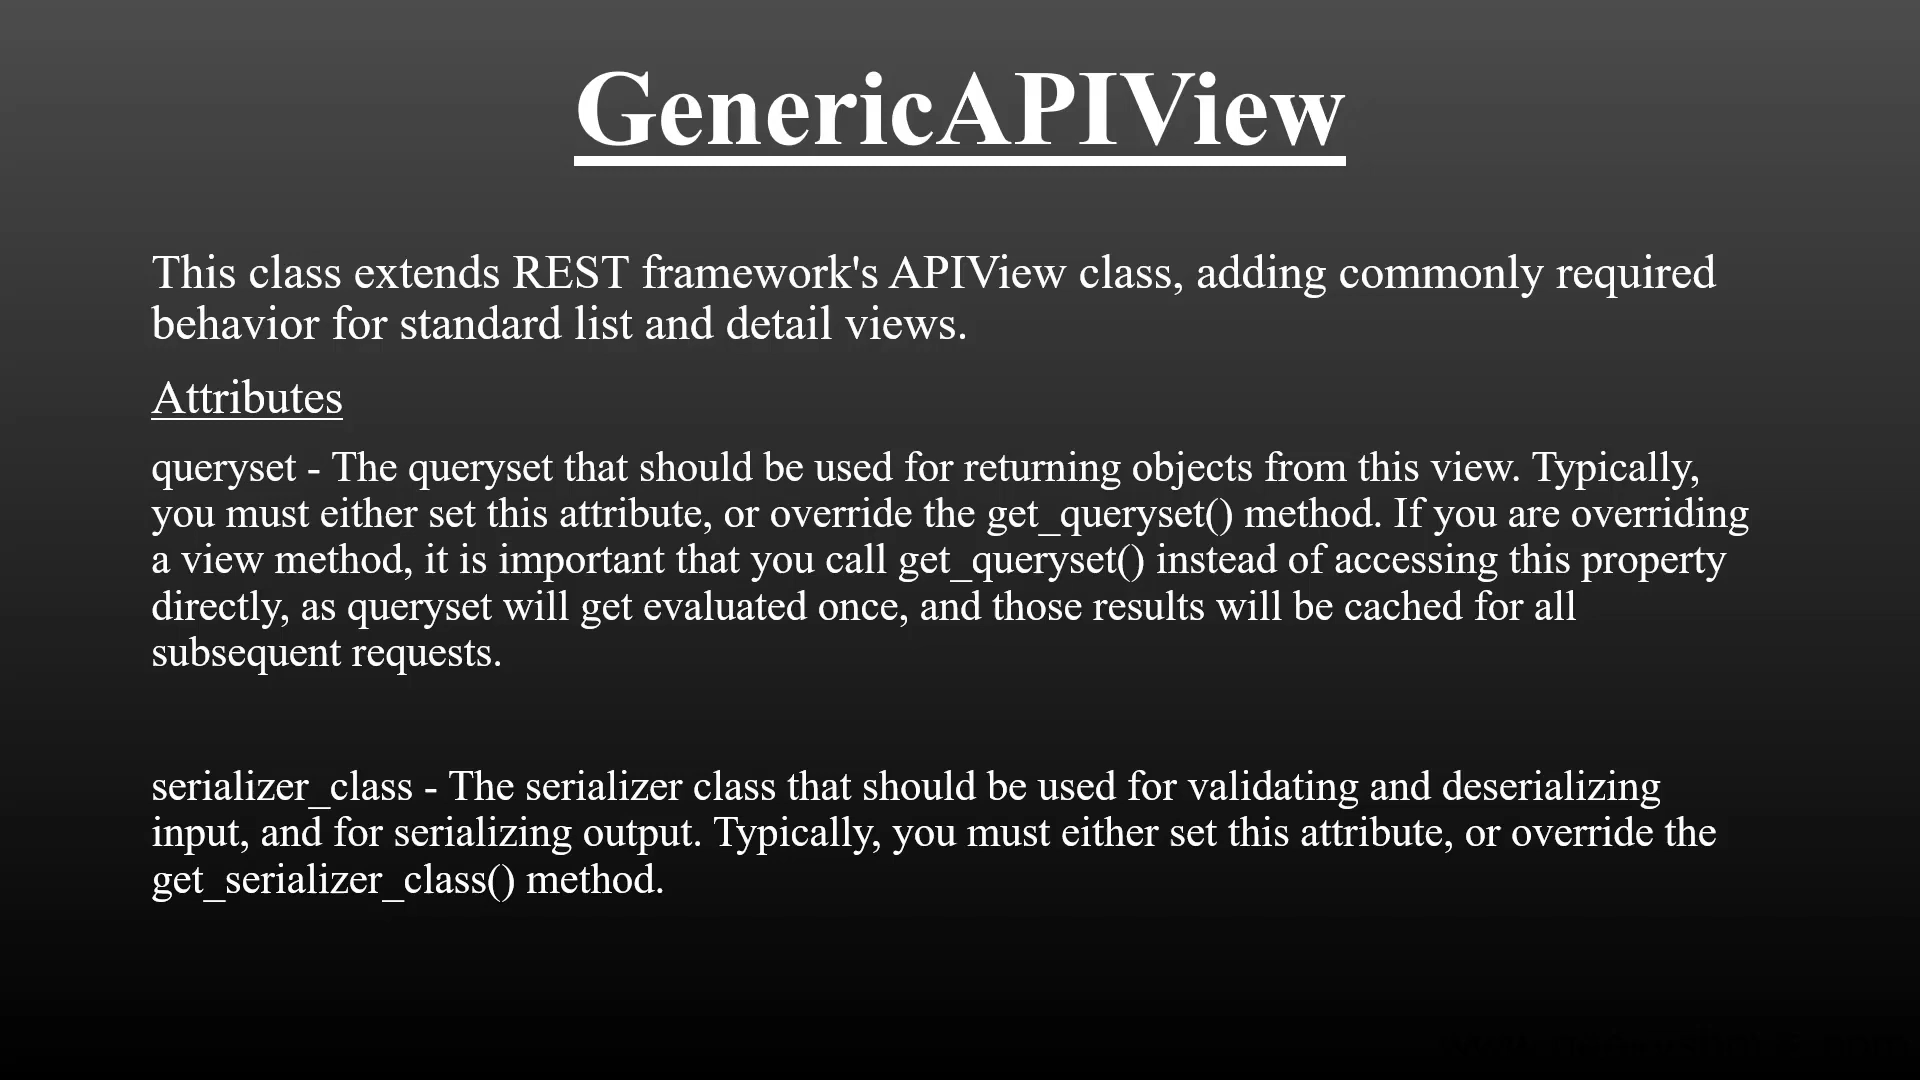 GenericAPIView
This class extends REST framework's APIView class, adding commonly required
behavior for standard list and detail views.
Attributes
queryset - The queryset that should be used for returning objects from this view. Typically,
you must either set this attribute, or override the get_queryset() method. If you are overriding
a view method, it is important that you call get_queryset() instead of accessing this property
directly, as queryset will get evaluated once, and those results will be cached for all
subsequent requests.
serializer_class - The serializer class that should be used for validating and deserializing
input, and for serializing output. Typically, you must either set this attribute, or override the
get_serializer_class() method.